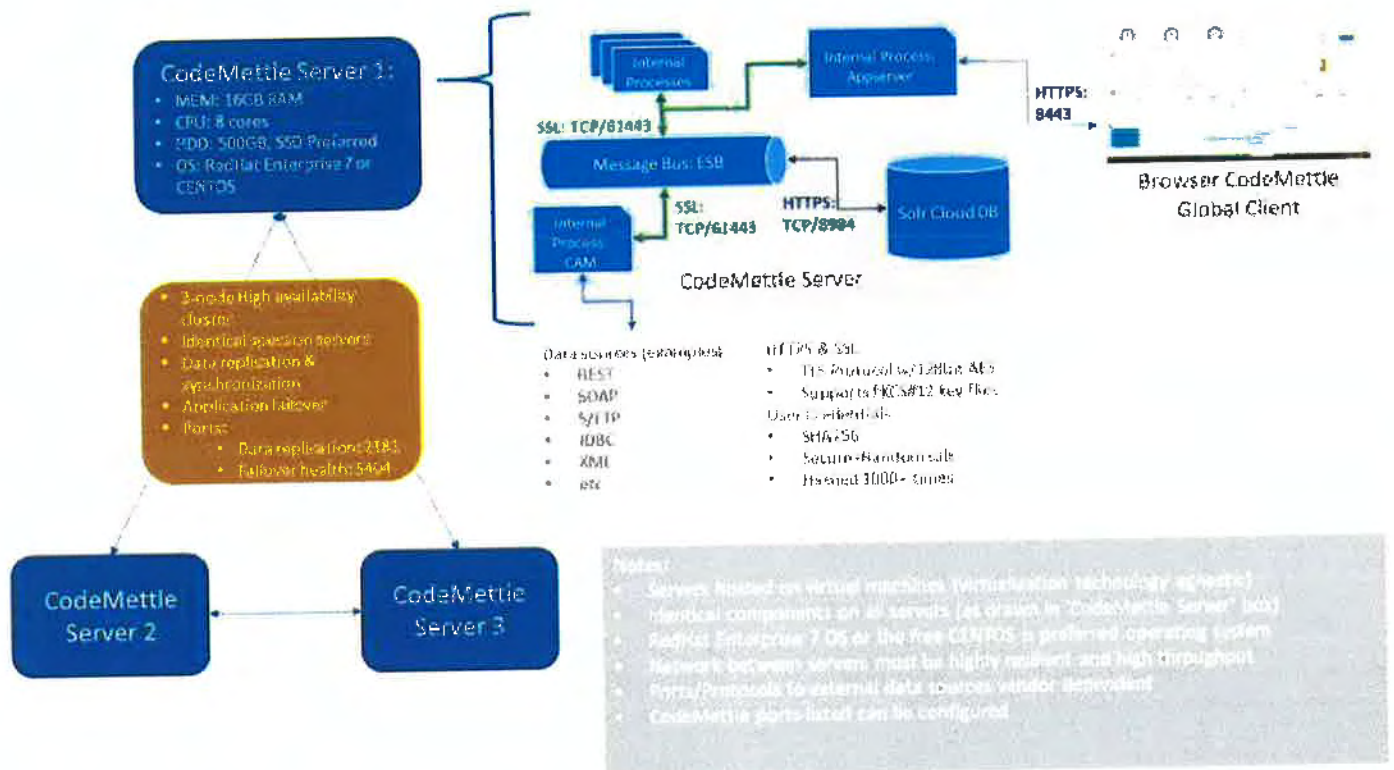 CodeMettle Server 1:
• MEM: 16GB RAM
• CPU: 8 cores
• HDD: 500GB, SSD Preferred
• OS: RedHat Enterprise 7 or
CENTOS
Internal
Processes
Internal Process:
Appserver
HTTPS:
8443
SSL: TCP/61443
Message Bus: ESB
SSL:
TCP/61443
HTTPS:
TCP/8984
Solr Cloud DB
Browser CodeMettle
Global Client
Internal
Process:
CAM
CodeMettle Server
• 3-node High availability
cluster
• Identical spec'd servers
• Data replication &
synchronization
• Application failover
• Ports:
• Data replication: 2181
• Failover health: 5404
Data sources (examples)
• REST
• SOAP
• S/FTP
• JDBC
• XML
• etc
HTTPS & SSL
• TLS Protocol w/128bit AES
• Supports PKCS#12 key files
User Credentials
• SHA256
• Secure-Random salt
• Hashed 1000+ times
CodeMettle
Server 2
CodeMettle
Server 3
Notes:
• Servers hosted on virtual machines (virtualization technology agnostic)
• Identical components on all servers (as drawn in "CodeMettle Server" box)
• RedHat Enterprise 7 OS or the free CENTOS is preferred operating system
• Network between servers must be highly resilient and high throughput
• Ports/Protocols to external data sources vendor dependent
• CodeMettle ports listed can be configured